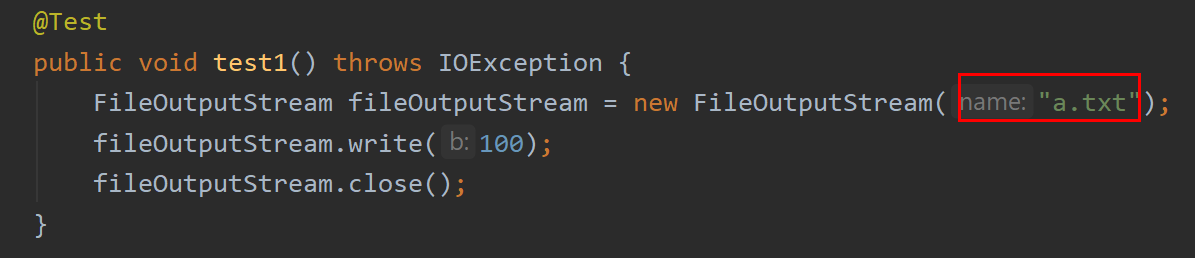 @Test
public void test1() throws IOException {
FileOutputStream fileOutputStream = new FileOutputStream( name: "a.txt");
fileOutputStream.write( b: 100);
fileOutputStream.close();
}